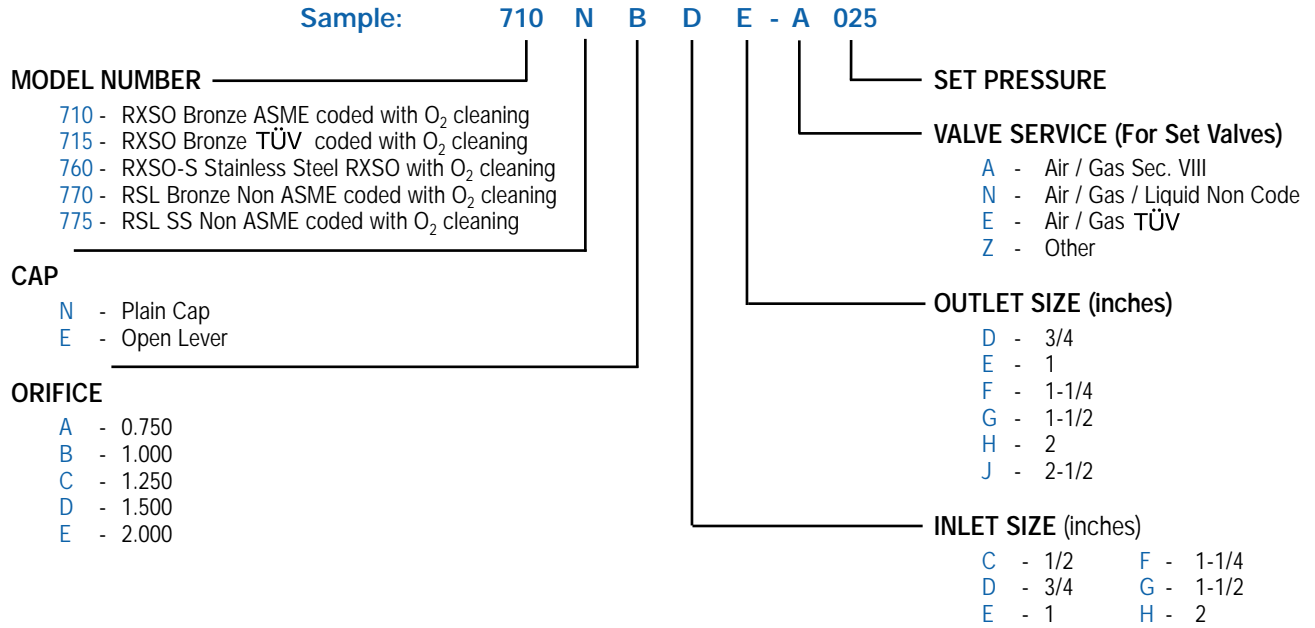 Sample: 710 N B D E - A 025
MODEL NUMBER
710 - RXSO Bronze ASME coded with O₂ cleaning
715 - RXSO Bronze TÜV coded with O₂ cleaning
760 - RXSO-S Stainless Steel RXSO with O₂ cleaning
770 - RSL Bronze Non ASME coded with O₂ cleaning
775 - RSL SS Non ASME coded with O₂ cleaning
CAP
N - Plain Cap
E - Open Lever
ORIFICE
A - 0.750
B - 1.000
C - 1.250
D - 1.500
E - 2.000
SET PRESSURE
VALVE SERVICE (For Set Valves)
A - Air / Gas Sec. VIII
N - Air / Gas / Liquid Non Code
E - Air / Gas TÜV
Z - Other
OUTLET SIZE (inches)
D - 3/4
E - 1
F - 1-1/4
G - 1-1/2
H - 2
J - 2-1/2
INLET SIZE (inches)
C - 1/2 F - 1-1/4
D - 3/4 G - 1-1/2
E - 1 H - 2